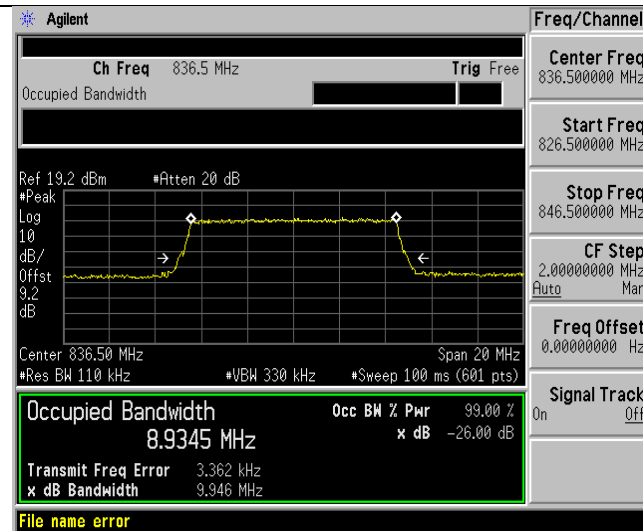 Agilent
Freq/Channel
Ch Freq 836.5 MHz Trig Free
Occupied Bandwidth
Center Freq
836.500000 MHz
Start Freq
826.500000 MHz
Stop Freq
846.500000 MHz
CF Step
2.00000000 MHz
Auto Man
Freq Offset
0.00000000 Hz
Signal Track
On Off
Ref 19.2 dBm #Atten 20 dB
#Peak
Log
10
dB/
Offst
9.2
dB
Center 836.50 MHz Span 20 MHz
#Res BW 110 kHz #VBW 330 kHz #Sweep 100 ms (601 pts)
Occupied Bandwidth Occ BW % Pwr 99.00 %
8.9345 MHz x dB -26.00 dB
Transmit Freq Error 3.362 kHz
x dB Bandwidth 9.946 MHz
File name error